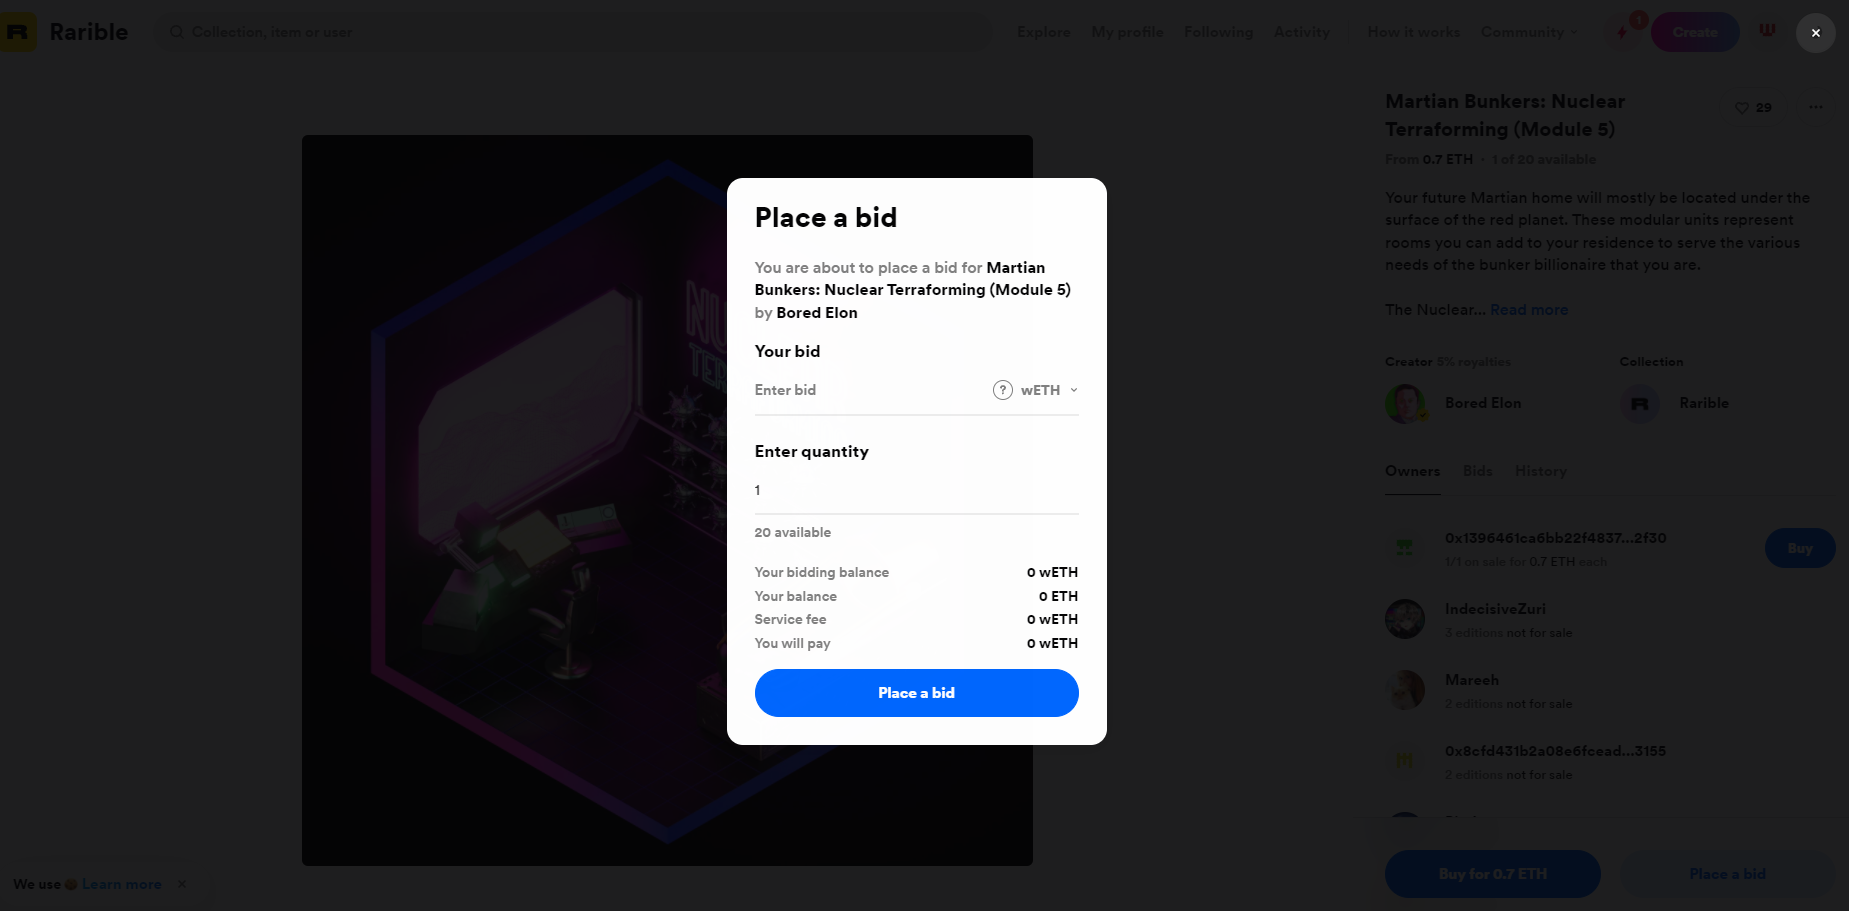 Rarible
Collection, item or user
Explore
My profile
Following
Activity
How it works
Community
1
Create
Martian Bunkers: Nuclear
Terraforming (Module 5)
29
From 0.7 ETH · 1 of 20 available
Your future Martian home will mostly be located under the
surface of the red planet. These modular units represent
rooms you can add to your residence to serve the various
needs of the bunker billionaire that you are.
The Nuclear... Read more
Creator 5% royalties
Collection
Bored Elon
Rarible
Owners
Bids
History
0x1396461ca6bb22f4837...2f30
1/1 on sale for 0.7 ETH each
Buy
IndecisiveZuri
3 editions not for sale
Mareeh
2 editions not for sale
0x8cfd431b2a08e6fcead...3155
2 editions not for sale
Buy for 0.7 ETH
Place a bid
Place a bid
You are about to place a bid for Martian
Bunkers: Nuclear Terraforming (Module 5)
by Bored Elon
Your bid
Enter bid
? wETH
Enter quantity
1
20 available
Your bidding balance 0 wETH
Your balance 0 ETH
Service fee 0 wETH
You will pay 0 wETH
Place a bid
We use 🍪 Learn more